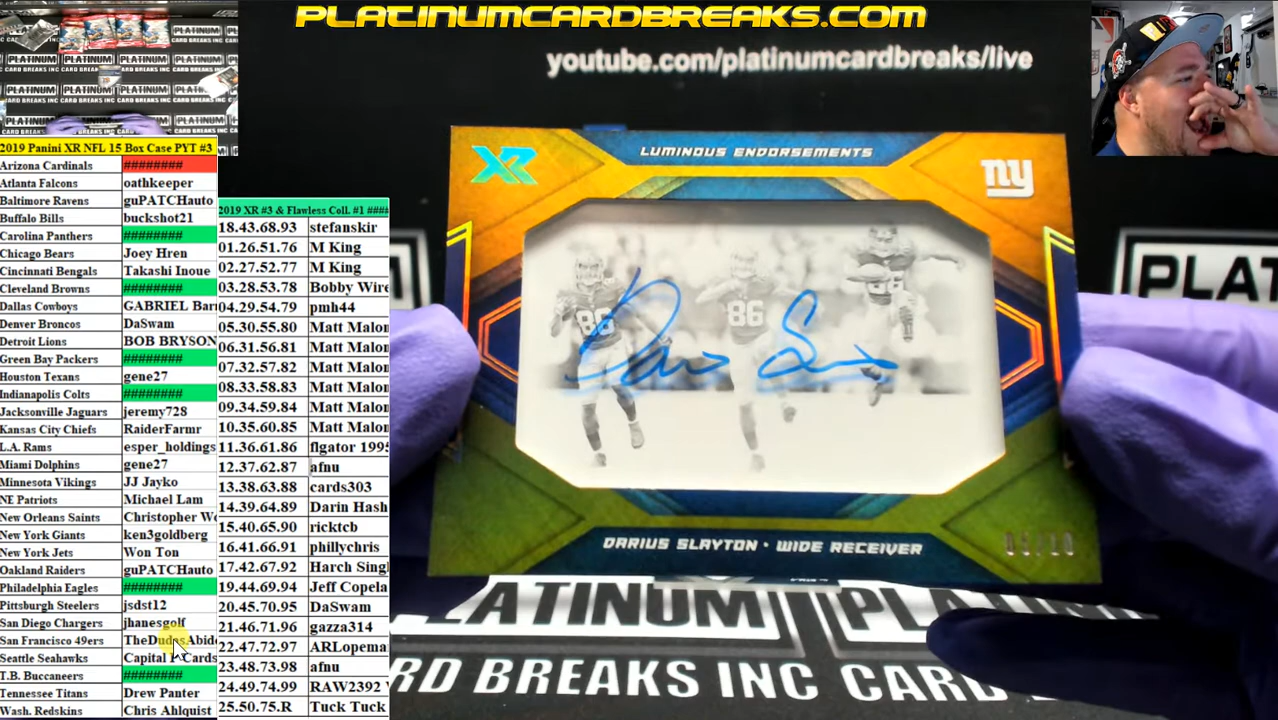 PLATINUMCARDBREAKS.COM
youtube.com/platinumcardbreaks/live
2019 Panini XR NFL 15 Box Case PYT #3
Arizona Cardinals ########
Atlanta Falcons oathkeeper
Baltimore Ravens guPATCHauto
Buffalo Bills buckshot21
Carolina Panthers ########
Chicago Bears Joey Hren
Cincinnati Bengals Takashi Inoue
Cleveland Browns ########
Dallas Cowboys GABRIEL Bar
Denver Broncos DaSwam
Detroit Lions BOB BRYSON
Green Bay Packers ########
Houston Texans gene27
Indianapolis Colts ########
Jacksonville Jaguars jeremy728
Kansas City Chiefs RaiderFarmr
L.A. Rams esper_holdings
Miami Dolphins gene27
Minnesota Vikings JJ Jayko
NE Patriots Michael Lam
New Orleans Saints Christopher Wo
New York Giants ken3goldberg
New York Jets Won Ton
Oakland Raiders guPATCHauto
Philadelphia Eagles ########
Pittsburgh Steelers jsdst12
San Diego Chargers jhanesgolf
San Francisco 49ers TheDudesAbide
Seattle Seahawks Capital Cards
T.B. Buccaneers ########
Tennessee Titans Drew Panter
Wash. Redskins Chris Ahlquist
2019 XR #3 & Flawless Coll. #1 ####
18.43.68.93 stefanskir
01.26.51.76 M King
02.27.52.77 M King
03.28.53.78 Bobby Wire
04.29.54.79 pmh44
05.30.55.80 Matt Malon
06.31.56.81 Matt Malon
07.32.57.82 Matt Malon
08.33.58.83 Matt Malon
09.34.59.84 Matt Malon
10.35.60.85 Matt Malon
11.36.61.86 flgator 1995
12.37.62.87 afnu
13.38.63.88 cards303
14.39.64.89 Darin Hash
15.40.65.90 ricktcb
16.41.66.91 phillychris
17.42.67.92 Harch Sing
19.44.69.94 Jeff Copela
20.45.70.95 DaSwam
21.46.71.96 gazza314
22.47.72.97 ARLopema
23.48.73.98 afnu
24.49.74.99 RAW2392
25.50.75.R Tuck Tuck
XR
LUMINOUS ENDORSEMENTS
ny
86
86
DARIUS SLAYTON • WIDE RECEIVER
PLATINUM PLATINUM
CARD BREAKS INC CARD BREAKS